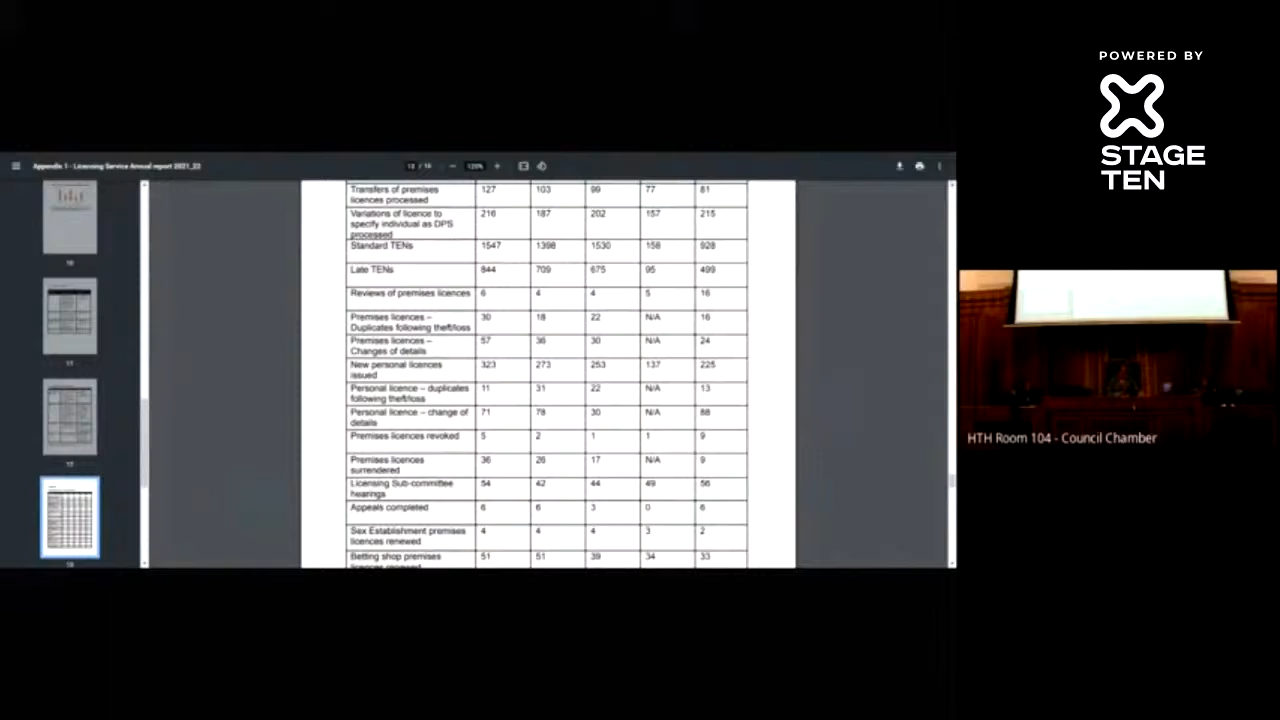 POWERED BY
STAGE
TEN
Appendix 1 - Licensing Service Annual report 2021_22
13 / 16
120%
Transfers of premises licences processed 127 103 99 77 81
Variations of licence to specify individual as DPS processed 216 187 202 157 215
Standard TENs 1547 1398 1530 158 928
Late TENs 844 709 675 95 499
Reviews of premises licences 6 4 4 5 16
Premises licences – Duplicates following theft/loss 30 18 22 N/A 16
Premises licences – Changes of details 57 36 30 N/A 24
New personal licences issued 323 273 253 137 225
Personal licence – duplicates following theft/loss 11 31 22 N/A 13
Personal licence – change of details 71 78 30 N/A 88
Premises licences revoked 5 2 1 1 9
Premises licences surrendered 36 26 17 N/A 9
Licensing Sub-committee hearings 54 42 44 49 56
Appeals completed 6 6 3 0 6
Sex Establishment premises licences renewed 4 4 4 3 2
Betting shop premises 51 51 39 34 33
10
11
12
HTH Room 104 - Council Chamber